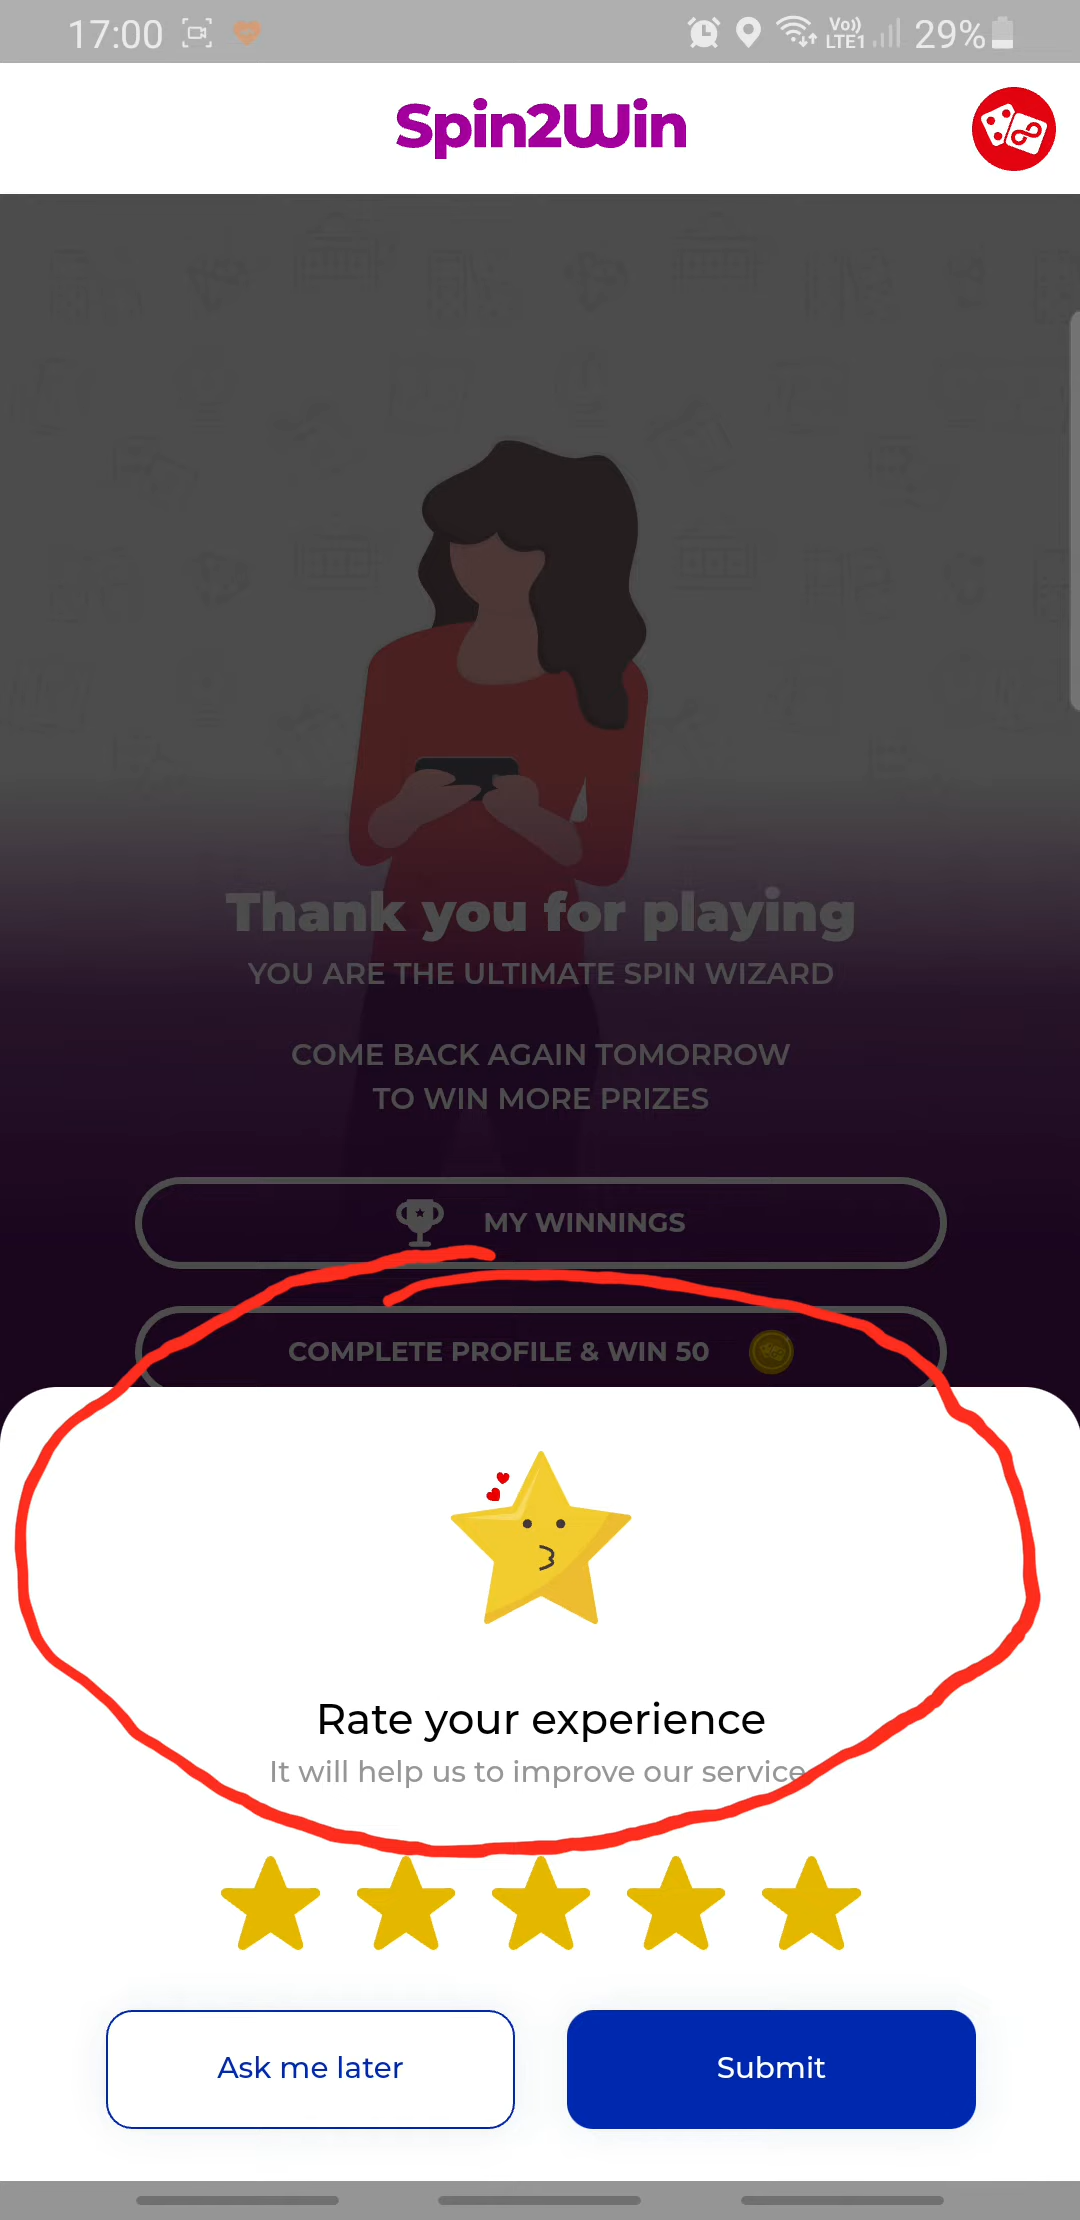 17:00
Vo))
LTE1
29%
Spin2Win
Thank you for playing
YOU ARE THE ULTIMATE SPIN WIZARD
COME BACK AGAIN TOMORROW
TO WIN MORE PRIZES
MY WINNINGS
COMPLETE PROFILE & WIN 50
Rate your experience
It will help us to improve our service
Ask me later
Submit